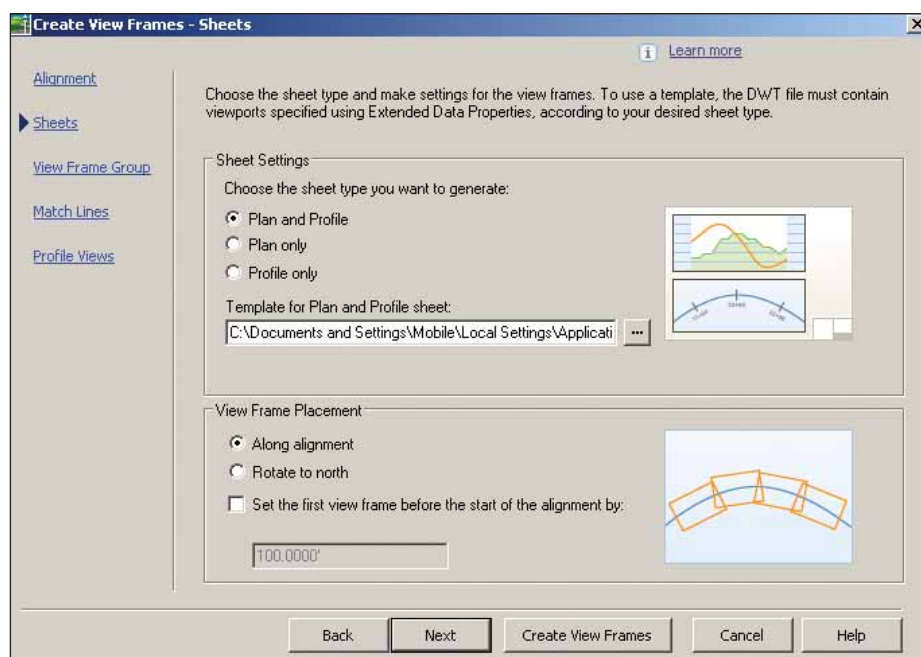 Create View Frames - Sheets
Learn more
Alignment
Sheets
View Frame Group
Match Lines
Profile Views
Choose the sheet type and make settings for the view frames. To use a template, the DWT file must contain
viewports specified using Extended Data Properties, according to your desired sheet type.
Sheet Settings
Choose the sheet type you want to generate:
Plan and Profile
Plan only
Profile only
Template for Plan and Profile sheet:
C:\Documents and Settings\Mobile\Local Settings\Applicati
...
View Frame Placement
Along alignment
Rotate to north
Set the first view frame before the start of the alignment by:
100.0000'
Back
Next
Create View Frames
Cancel
Help